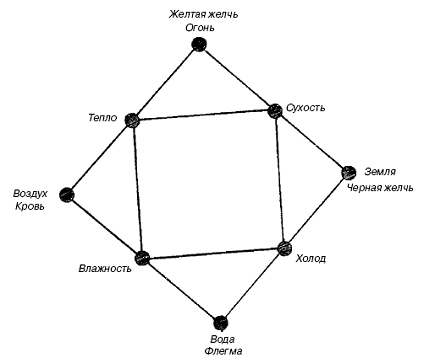 Желтая желчь
Огонь
Тепло
Сухость
Земля
Черная желчь
Воздух
Кровь
Влажность
Холод
Вода
Флегма